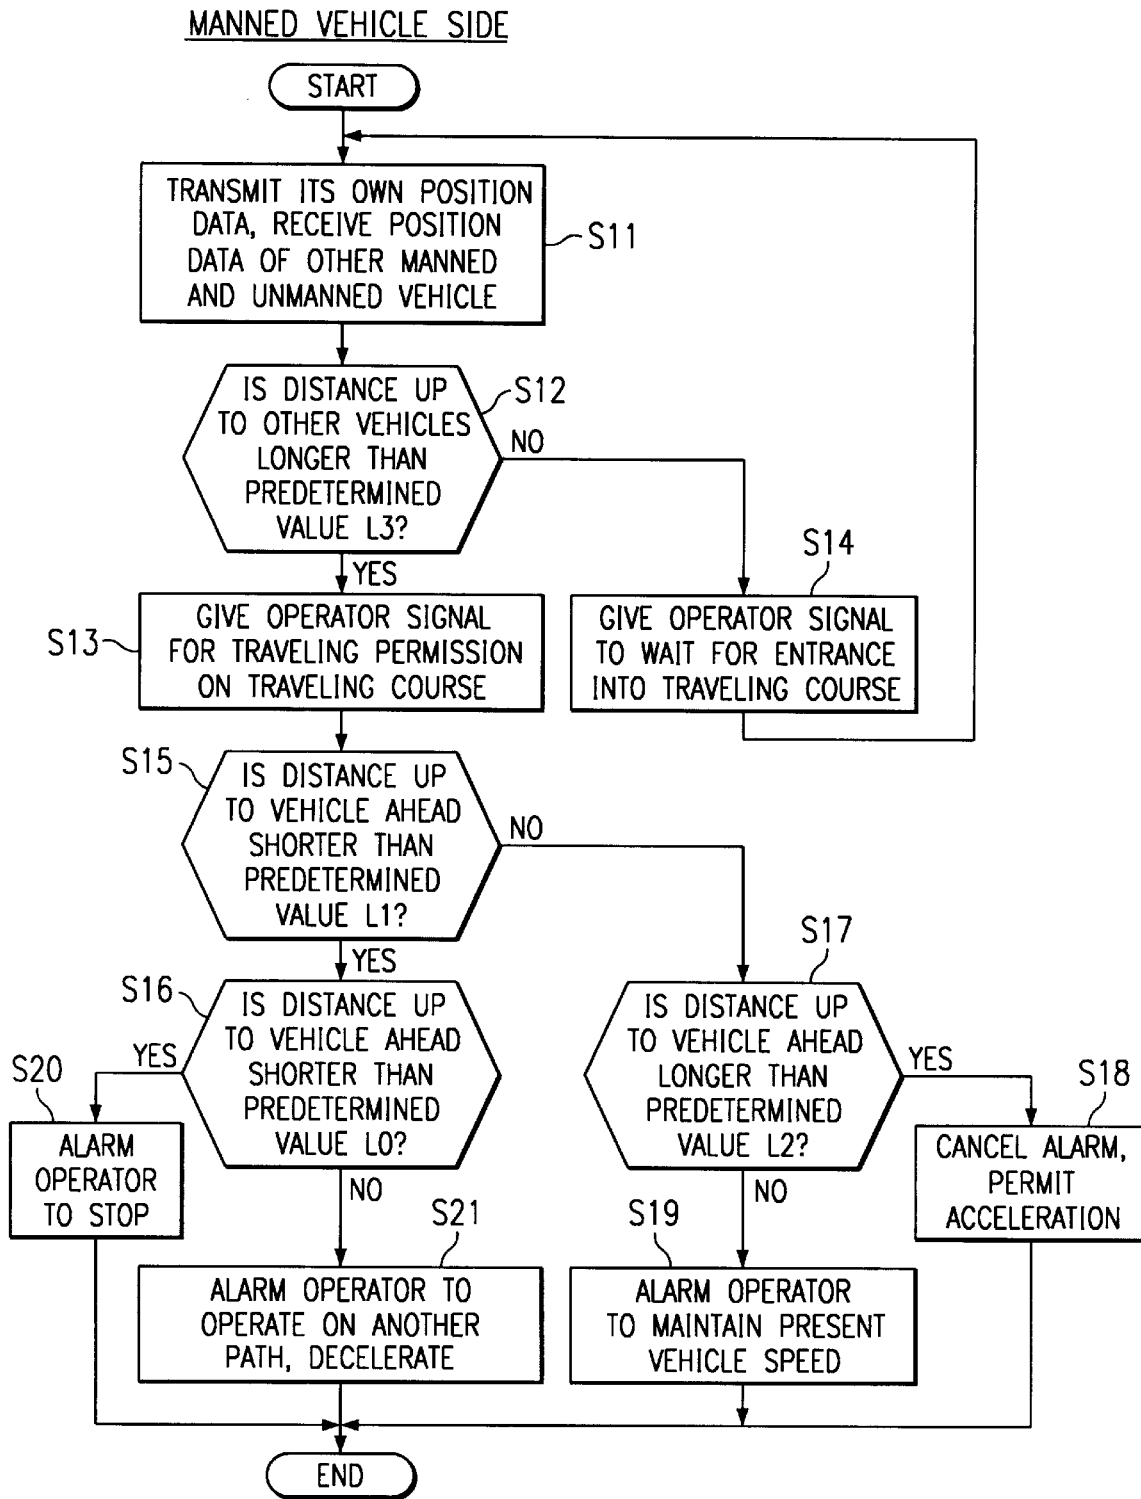 MANNED VEHICLE SIDE
START
TRANSMIT ITS OWN POSITION
DATA, RECEIVE POSITION
DATA OF OTHER MANNED
AND UNMANNED VEHICLE
S11
IS DISTANCE UP
TO OTHER VEHICLES
LONGER THAN
PREDETERMINED
VALUE L3?
S12
NO
YES
S13
GIVE OPERATOR SIGNAL
FOR TRAVELING PERMISSION
ON TRAVELING COURSE
S14
GIVE OPERATOR SIGNAL
TO WAIT FOR ENTRANCE
INTO TRAVELING COURSE
S15
IS DISTANCE UP
TO VEHICLE AHEAD
SHORTER THAN
PREDETERMINED
VALUE L1?
NO
YES
S16
IS DISTANCE UP
TO VEHICLE AHEAD
SHORTER THAN
PREDETERMINED
VALUE L0?
YES
NO
S17
IS DISTANCE UP
TO VEHICLE AHEAD
LONGER THAN
PREDETERMINED
VALUE L2?
YES
NO
S20
ALARM
OPERATOR
TO STOP
S18
CANCEL ALARM,
PERMIT
ACCELERATION
S21
ALARM OPERATOR TO
OPERATE ON ANOTHER
PATH, DECELERATE
S19
ALARM OPERATOR
TO MAINTAIN PRESENT
VEHICLE SPEED
END